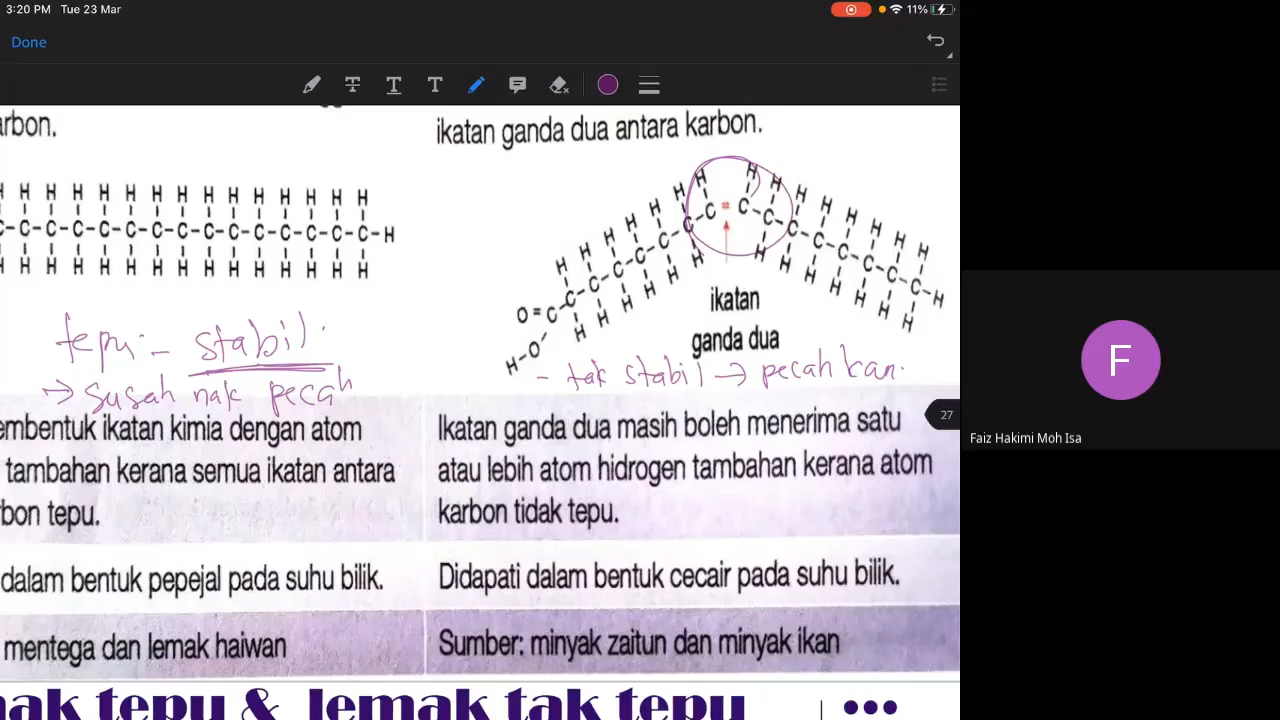 3:20 PM Tue 23 Mar
11%
Done
T T T
arbon.
ikatan ganda dua antara karbon.
H H H H H H H H H H H H H H
C-C-C-C-C-C-C-C-C-C-C-C-C-C-H
H H H H H H H H H H H H H H
O=C
H-O
C = C
ikatan
ganda dua
tepu - stabil
→ susah nak pecah
- tak stabil → pecahkan.
embentuk ikatan kimia dengan atom
tambahan kerana semua ikatan antara
bon tepu.
Ikatan ganda dua masih boleh menerima satu
atau lebih atom hidrogen tambahan kerana atom
karbon tidak tepu.
27
dalam bentuk pepejal pada suhu bilik.
Didapati dalam bentuk cecair pada suhu bilik.
mentega dan lemak haiwan
Sumber: minyak zaitun dan minyak ikan
mak tepu & lemak tak tepu
F
Faiz Hakimi Moh Isa